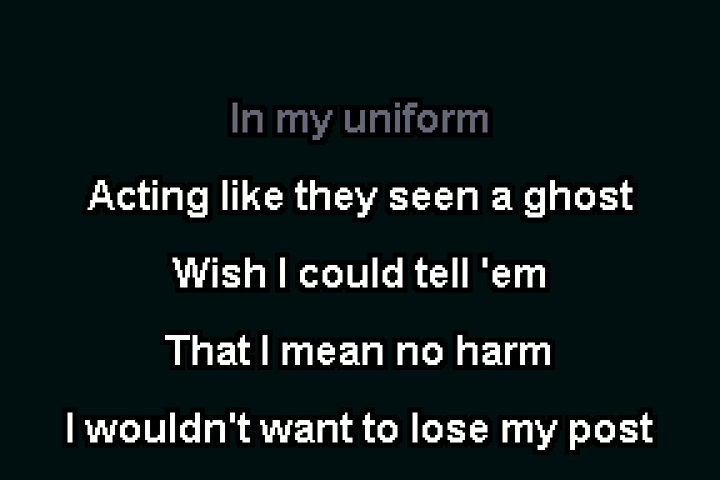 In my uniform
Acting like they seen a ghost
Wish I could tell 'em
That I mean no harm
I wouldn't want to lose my post